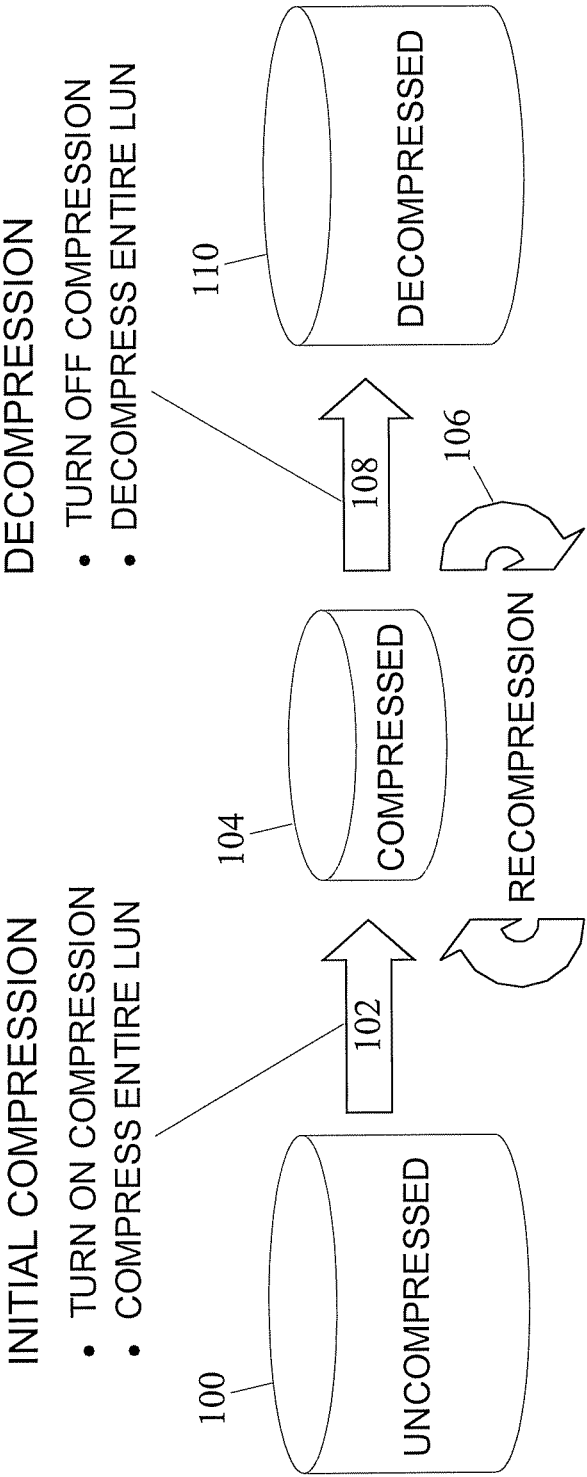 INITIAL COMPRESSION
• TURN ON COMPRESSION
• COMPRESS ENTIRE LUN
DECOMPRESSION
• TURN OFF COMPRESSION
• DECOMPRESS ENTIRE LUN
100
UNCOMPRESSED
102
104
COMPRESSED
108
110
DECOMPRESSED
RECOMPRESSION
106